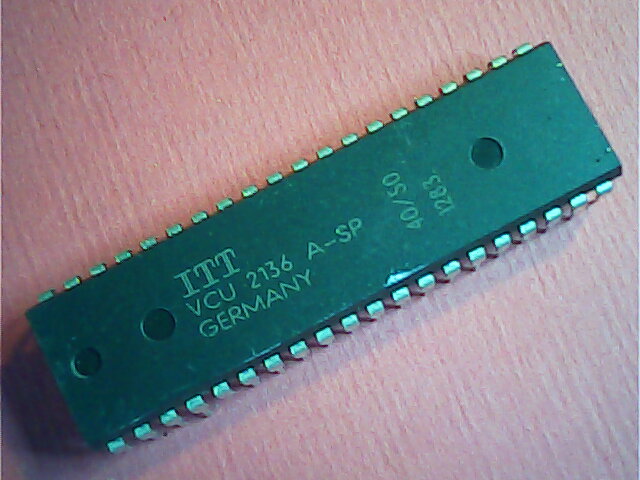 ITT
VCU 2136 A-SP
GERMANY
40/50
1283